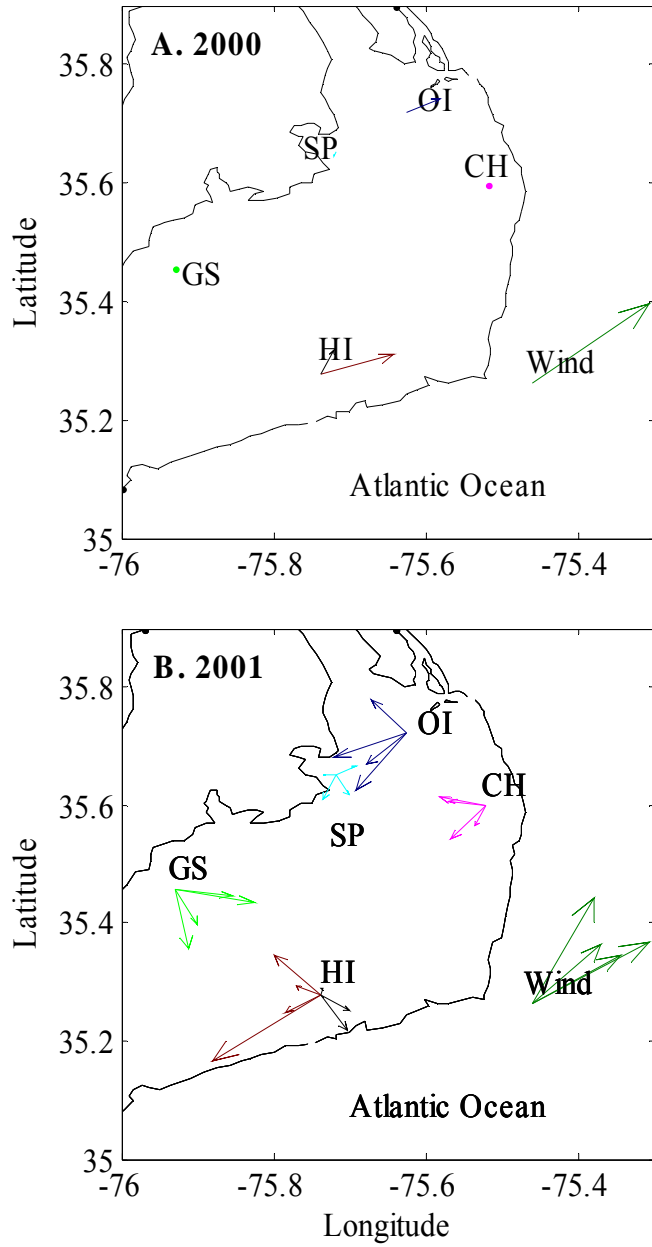 A. 2000
35.8
OI
SP
CH
35.6
GS
Latitude
35.4
HI
Wind
35.2
Atlantic Ocean
35
-76
-75.8
-75.6
-75.4
B. 2001
35.8
OI
CH
35.6
SP
GS
Latitude
35.4
HI
Wind
35.2
Atlantic Ocean
35
-76
-75.8
-75.6
-75.4
Longitude